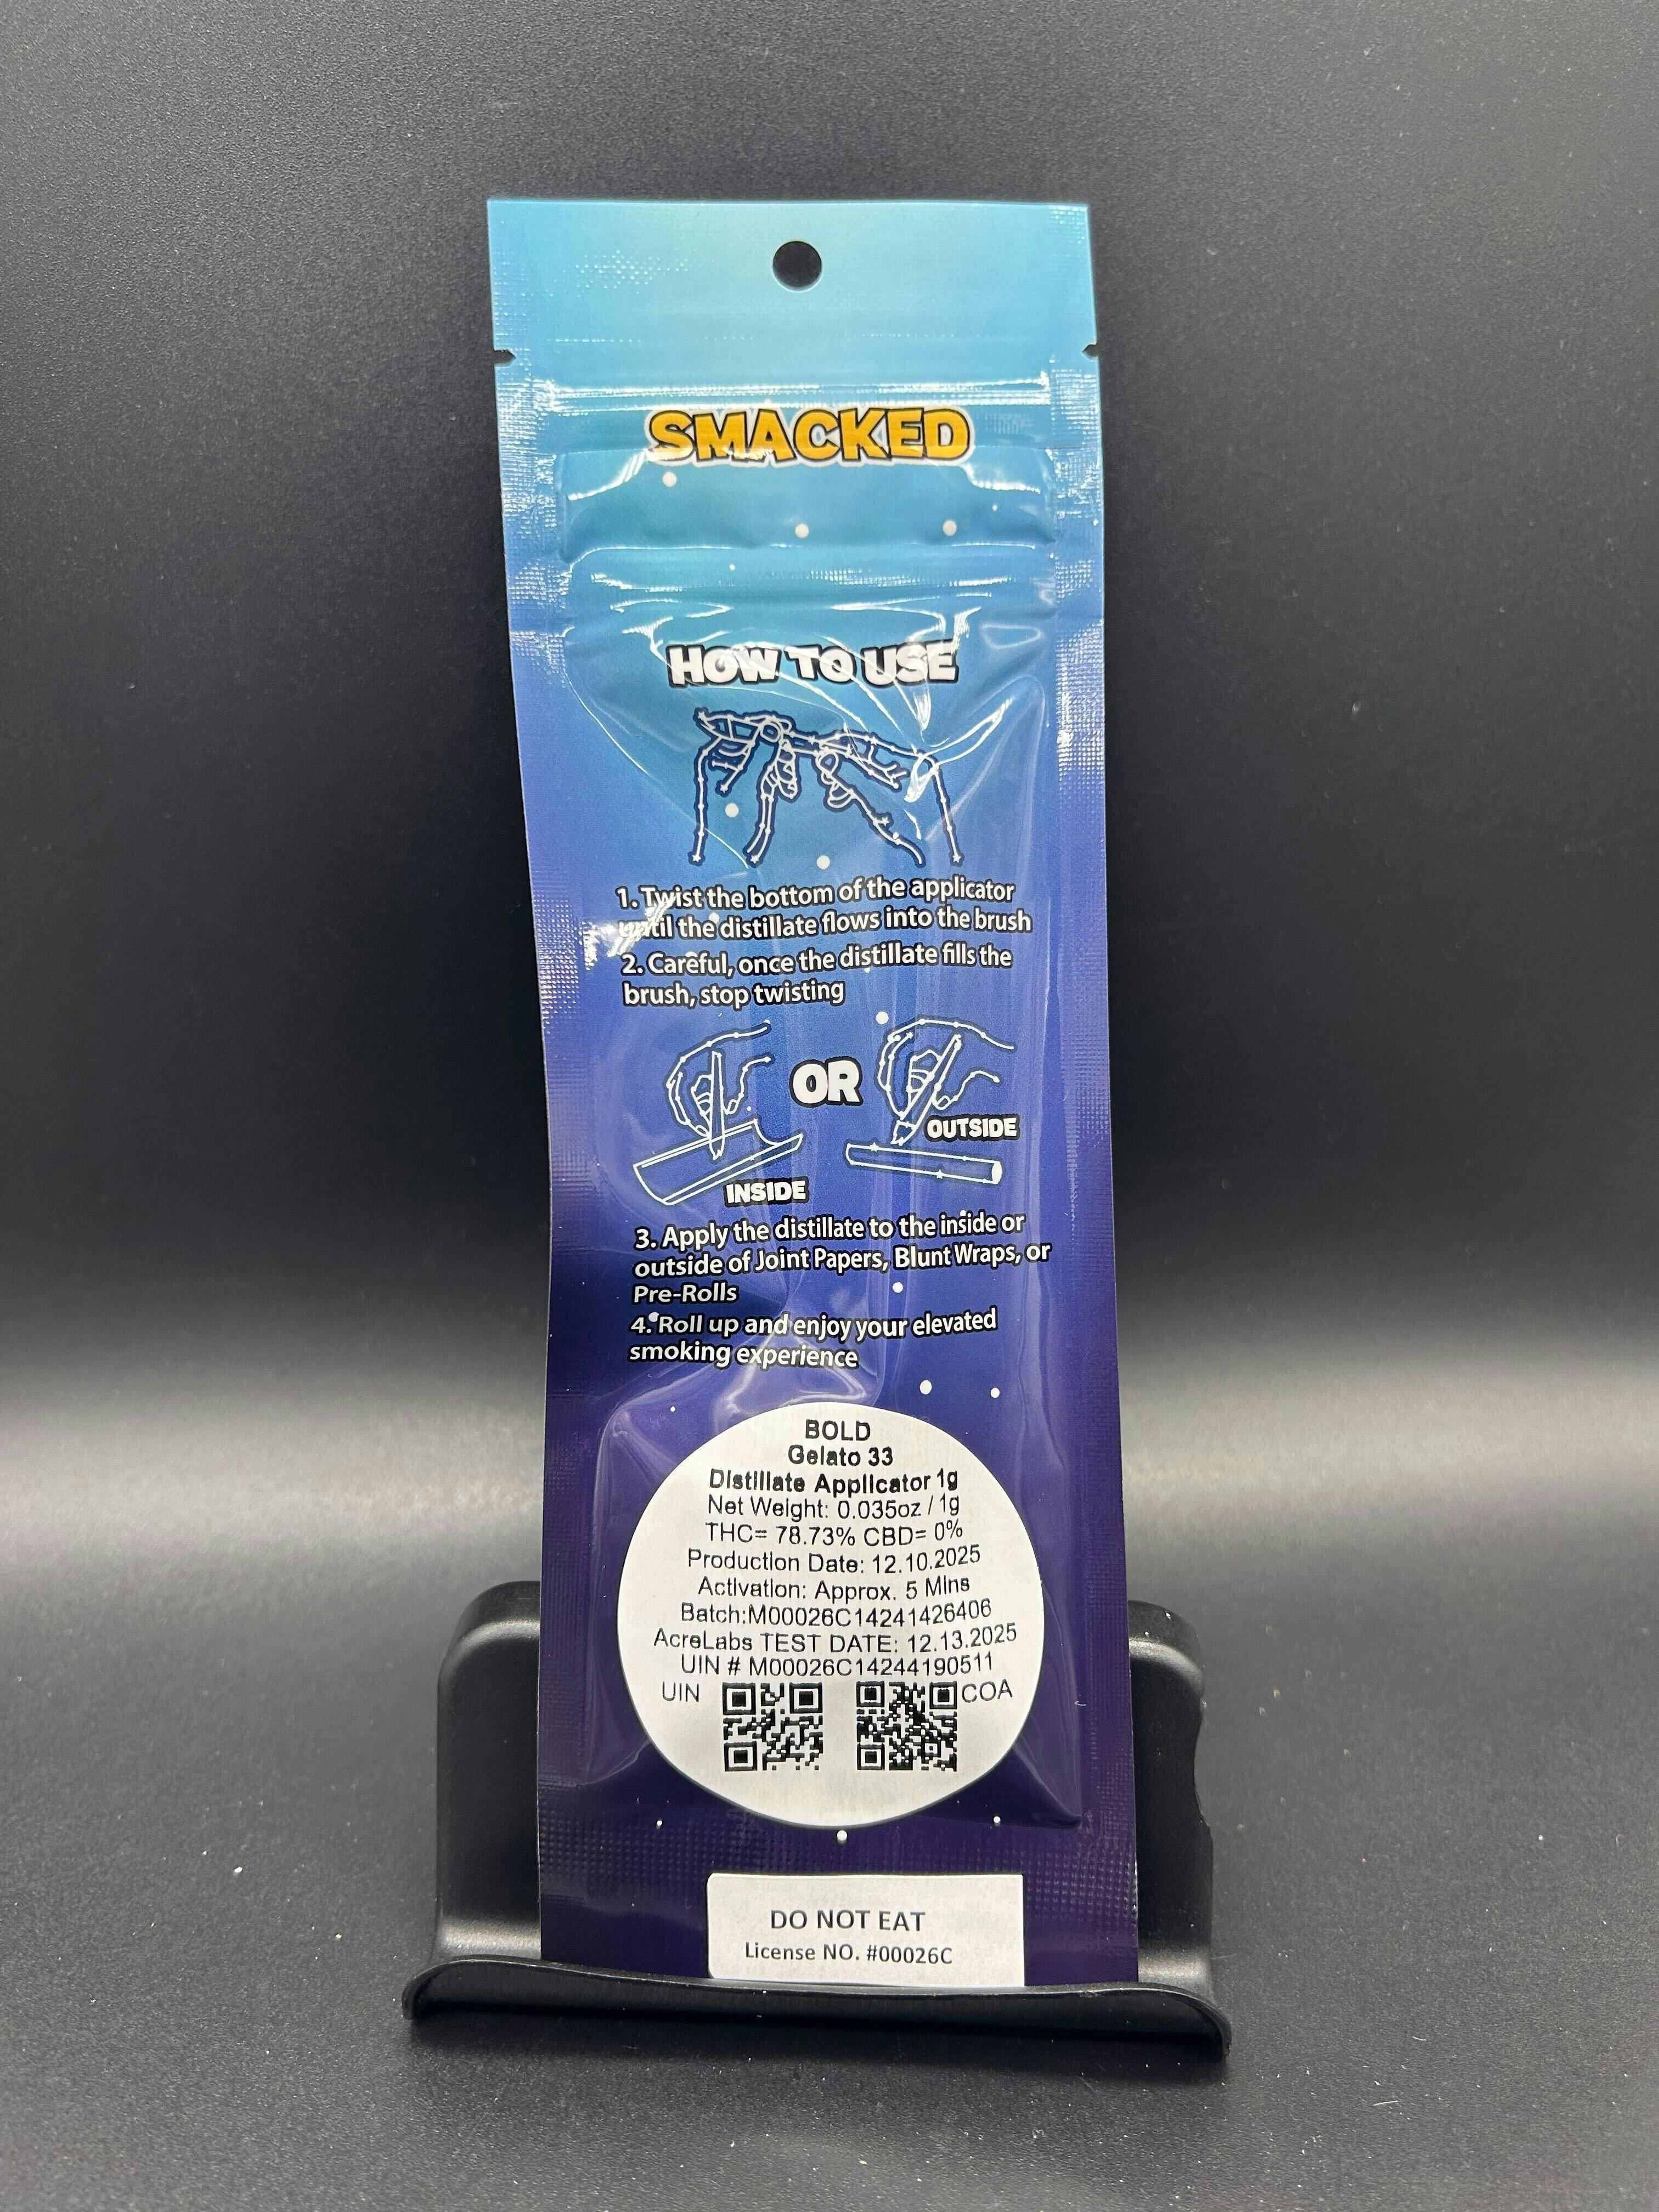 SMACKED
HOW TO USE
1. Twist the bottom of the applicator
until the distillate flows into the brush
2. Careful, once the distillate fills the
brush, stop twisting
OR
OUTSIDE
INSIDE
3. Apply the distillate to the inside or
outside of Joint Papers, Blunt Wraps, or
Pre-Rolls
4. Roll up and enjoy your elevated
smoking experience
BOLD
Gelato 33
Distillate Applicator 1g
Net Weight: 0.035oz / 1g
THC= 78.73% CBD= 0%
Production Date: 12.10.2025
Activation: Approx. 5 Mins
Batch:M00026C14241426406
AcreLabs TEST DATE: 12.13.2025
UIN # M00026C14244190511
UIN COA
DO NOT EAT
License NO. #00026C